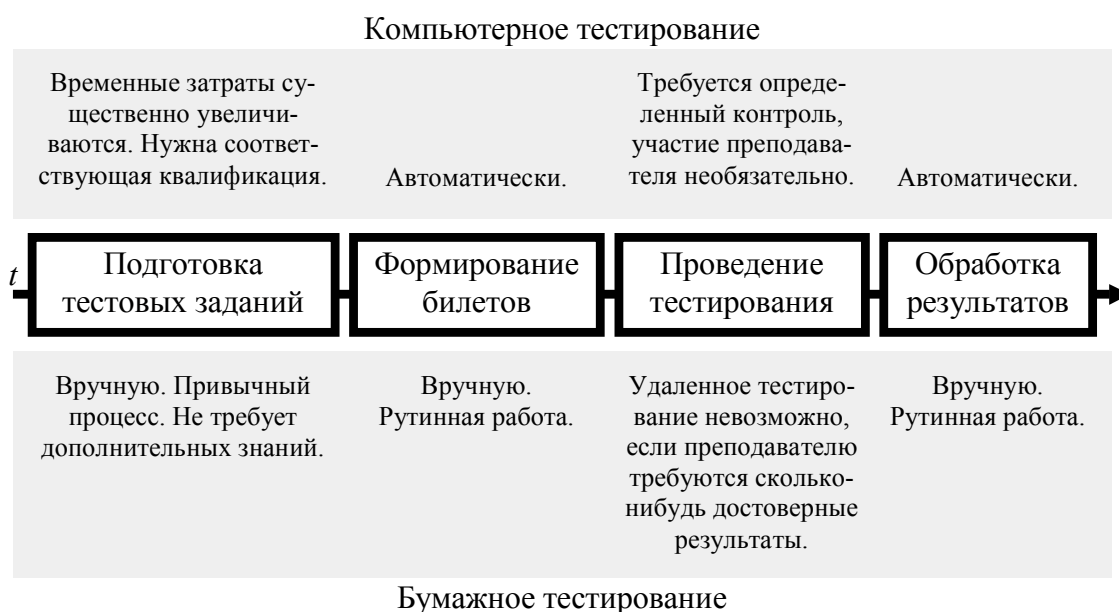 Компьютерное тестирование
Временные затраты су-
щественно увеличи-
ваются. Нужна соответ-
ствующая квалификация.
Автоматически.
Требуется опреде-
ленный контроль,
участие преподава-
теля необязательно.
Автоматически.
t
Подготовка
тестовых заданий
Формирование
билетов
Проведение
тестирования
Обработка
результатов
Вручную. Привычный
процесс. Не требует
дополнительных знаний.
Вручную.
Рутинная работа.
Удаленное тестиро-
вание невозможно,
если преподавателю
требуются сколько-
нибудь достоверные
результаты.
Вручную.
Рутинная работа.
Бумажное тестирование